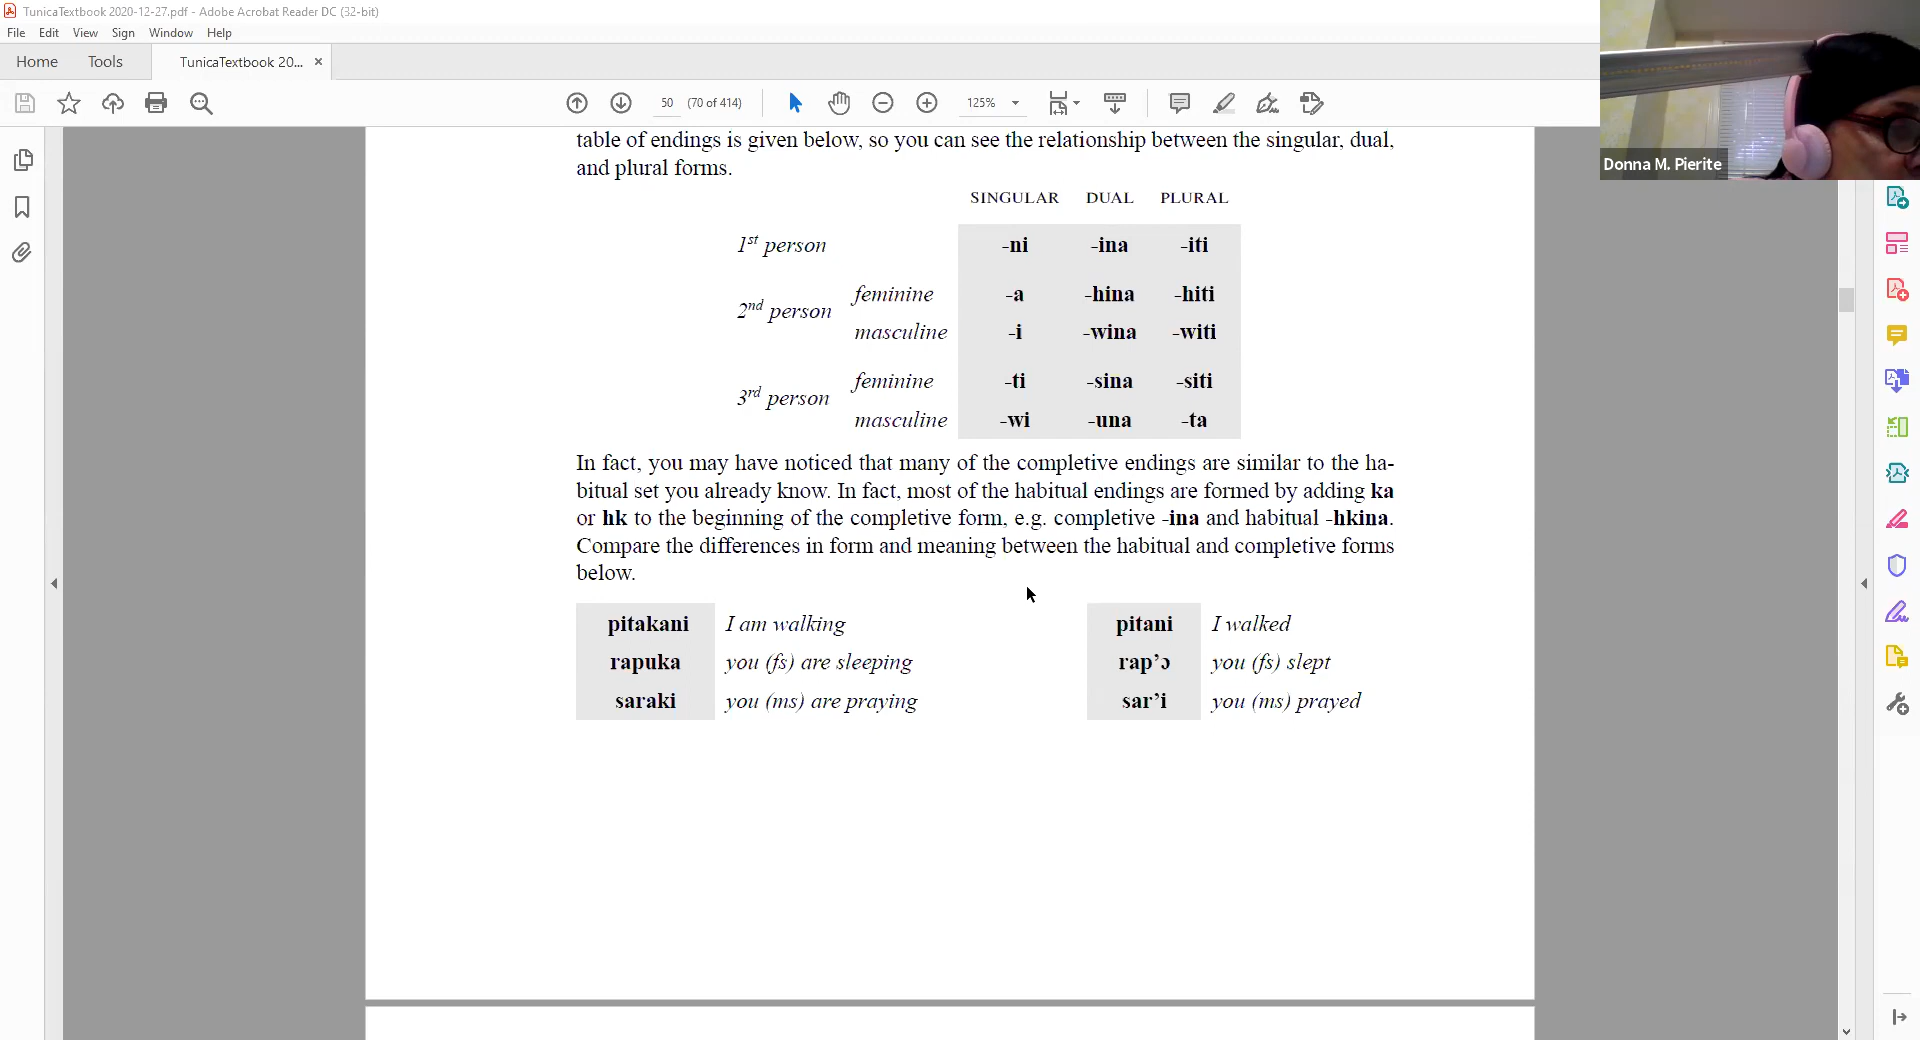 TunicaTextbook 2020-12-27.pdf - Adobe Acrobat Reader DC (32-bit)
File Edit View Sign Window Help
Home Tools TunicaTextbook 20... ×
50 (70 of 414) 125%
Donna M. Pierite
table of endings is given below, so you can see the relationship between the singular, dual,
and plural forms.
SINGULAR DUAL PLURAL
1st person -ni -ina -iti
2nd person feminine -a -hina -hiti
masculine -i -wina -witi
3rd person feminine -ti -sina -siti
masculine -wi -una -ta
In fact, you may have noticed that many of the completive endings are similar to the ha-
bitual set you already know. In fact, most of the habitual endings are formed by adding ka
or hk to the beginning of the completive form, e.g. completive -ina and habitual -hkina.
Compare the differences in form and meaning between the habitual and completive forms
below.
pitakani I am walking pitani I walked
rapuka you (fs) are sleeping rap’ɔ you (fs) slept
saraki you (ms) are praying sar’i you (ms) prayed